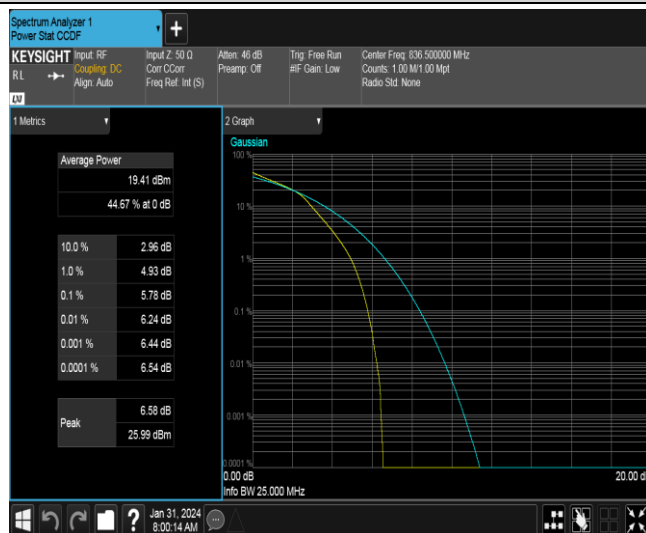 Spectrum Analyzer 1
Power Stat CCDF
+
KEYSIGHT
RL
LXI
Input: RF
Coupling: DC
Align: Auto
Input Z: 50 Ω
Corr CCorr
Freq Ref: Int (S)
Atten: 46 dB
Preamp: Off
Trig: Free Run
#IF Gain: Low
Center Freq: 836.500000 MHz
Counts: 1.00 M/1.00 Mpt
Radio Std: None
1 Metrics
Average Power
19.41 dBm
44.67 % at 0 dB
10.0 % 2.96 dB
1.0 % 4.93 dB
0.1 % 5.78 dB
0.01 % 6.24 dB
0.001 % 6.44 dB
0.0001 % 6.54 dB
Peak
6.58 dB
25.99 dBm
2 Graph
Gaussian
100 %
10 %
1 %
0.1 %
0.01 %
0.001 %
0.0001 %
0.00 dB
20.00 d
Info BW 25.000 MHz
?
Jan 31, 2024
8:00:14 AM